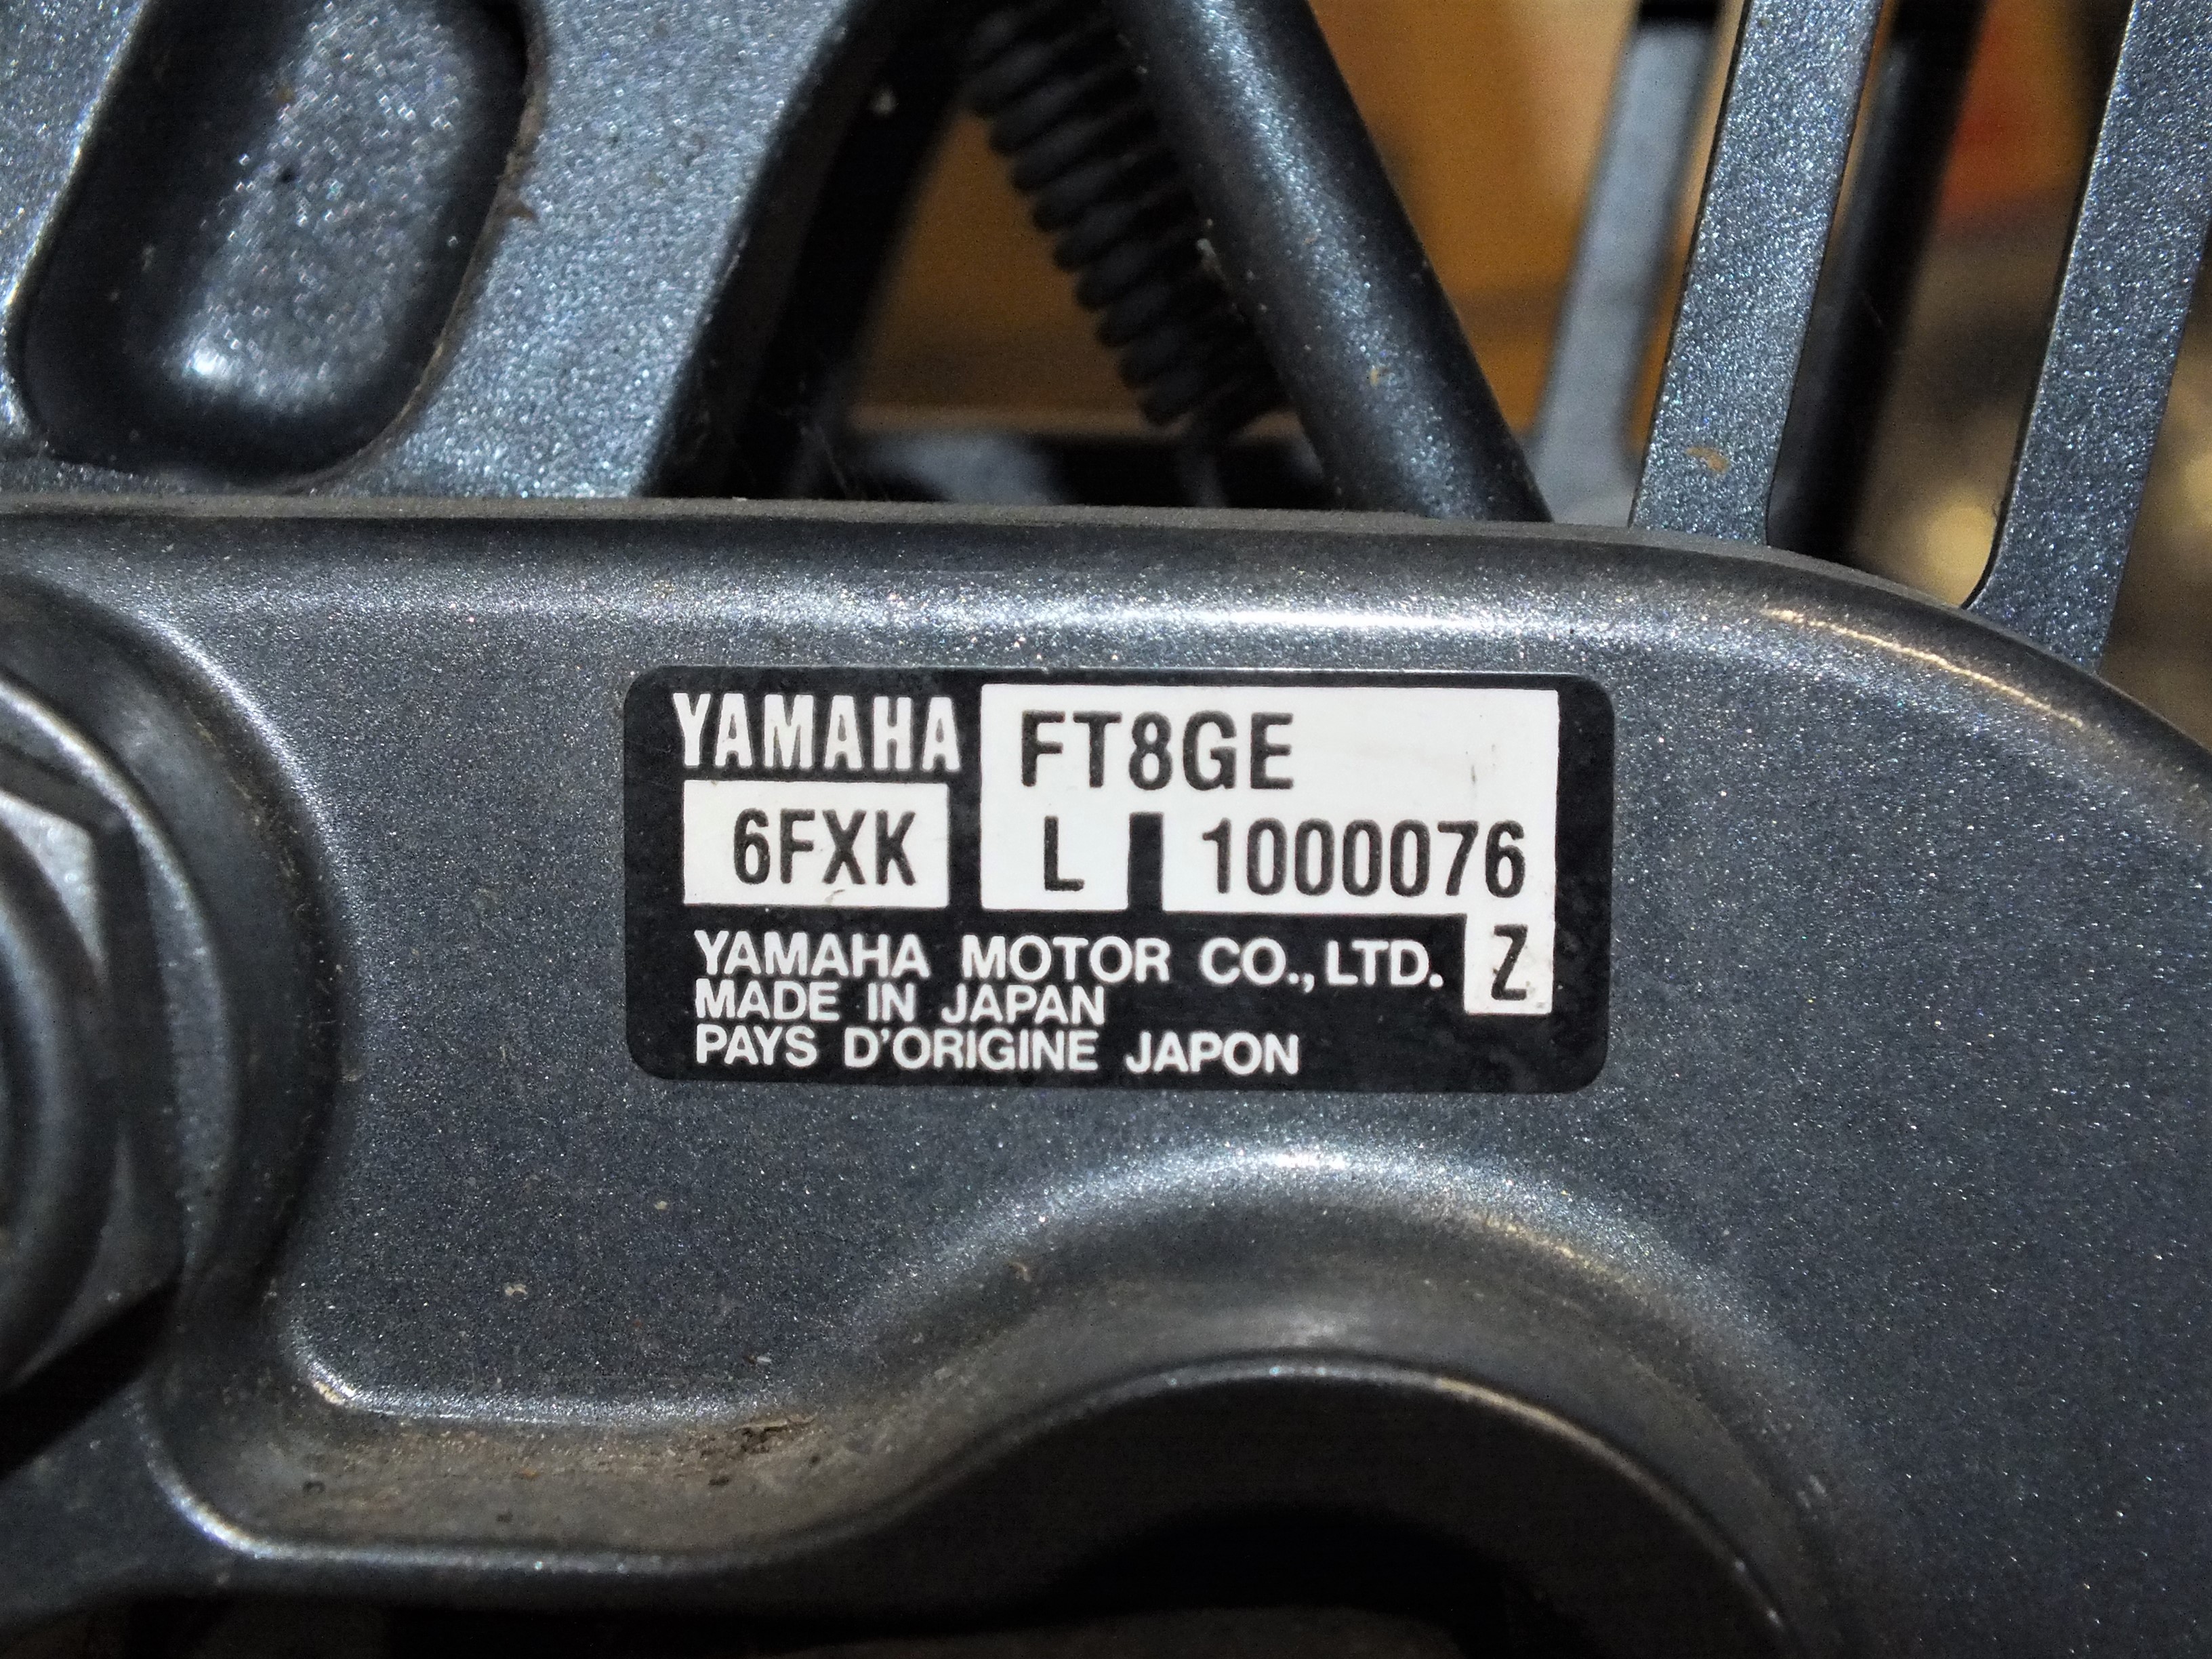 YAMAHA FT8GE
6FXK L 1000076
YAMAHA MOTOR CO., LTD. Z
MADE IN JAPAN
PAYS D'ORIGINE JAPON